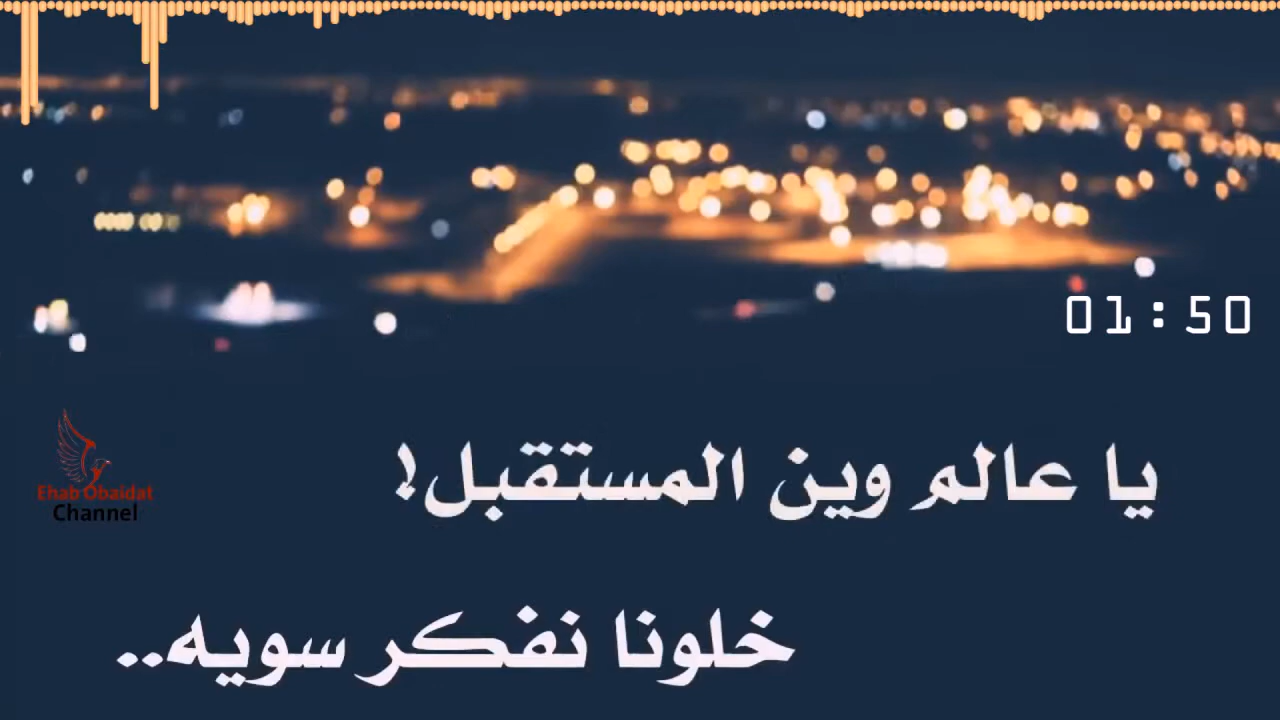 01:50
يا عالم وين المستقبل!
Ehab Obaidat
Channel
خلونا نفكر سويه..